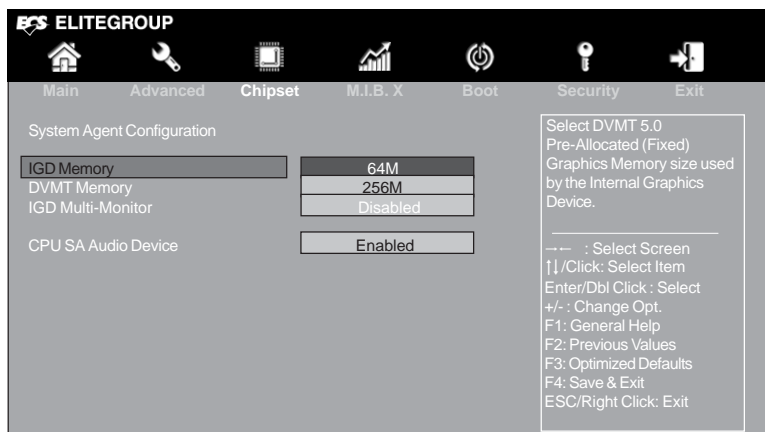 ECS ELITEGROUP
Main Advanced Chipset M.I.B. X Boot Security Exit
System Agent Configuration
IGD Memory 64M
DVMT Memory 256M
IGD Multi-Monitor Disabled
CPU SA Audio Device Enabled
Select DVMT 5.0
Pre-Allocated (Fixed)
Graphics Memory size used
by the Internal Graphics
Device.
→← : Select Screen
↑↓/Click: Select Item
Enter/Dbl Click : Select
+/- : Change Opt.
F1: General Help
F2: Previous Values
F3: Optimized Defaults
F4: Save & Exit
ESC/Right Click: Exit